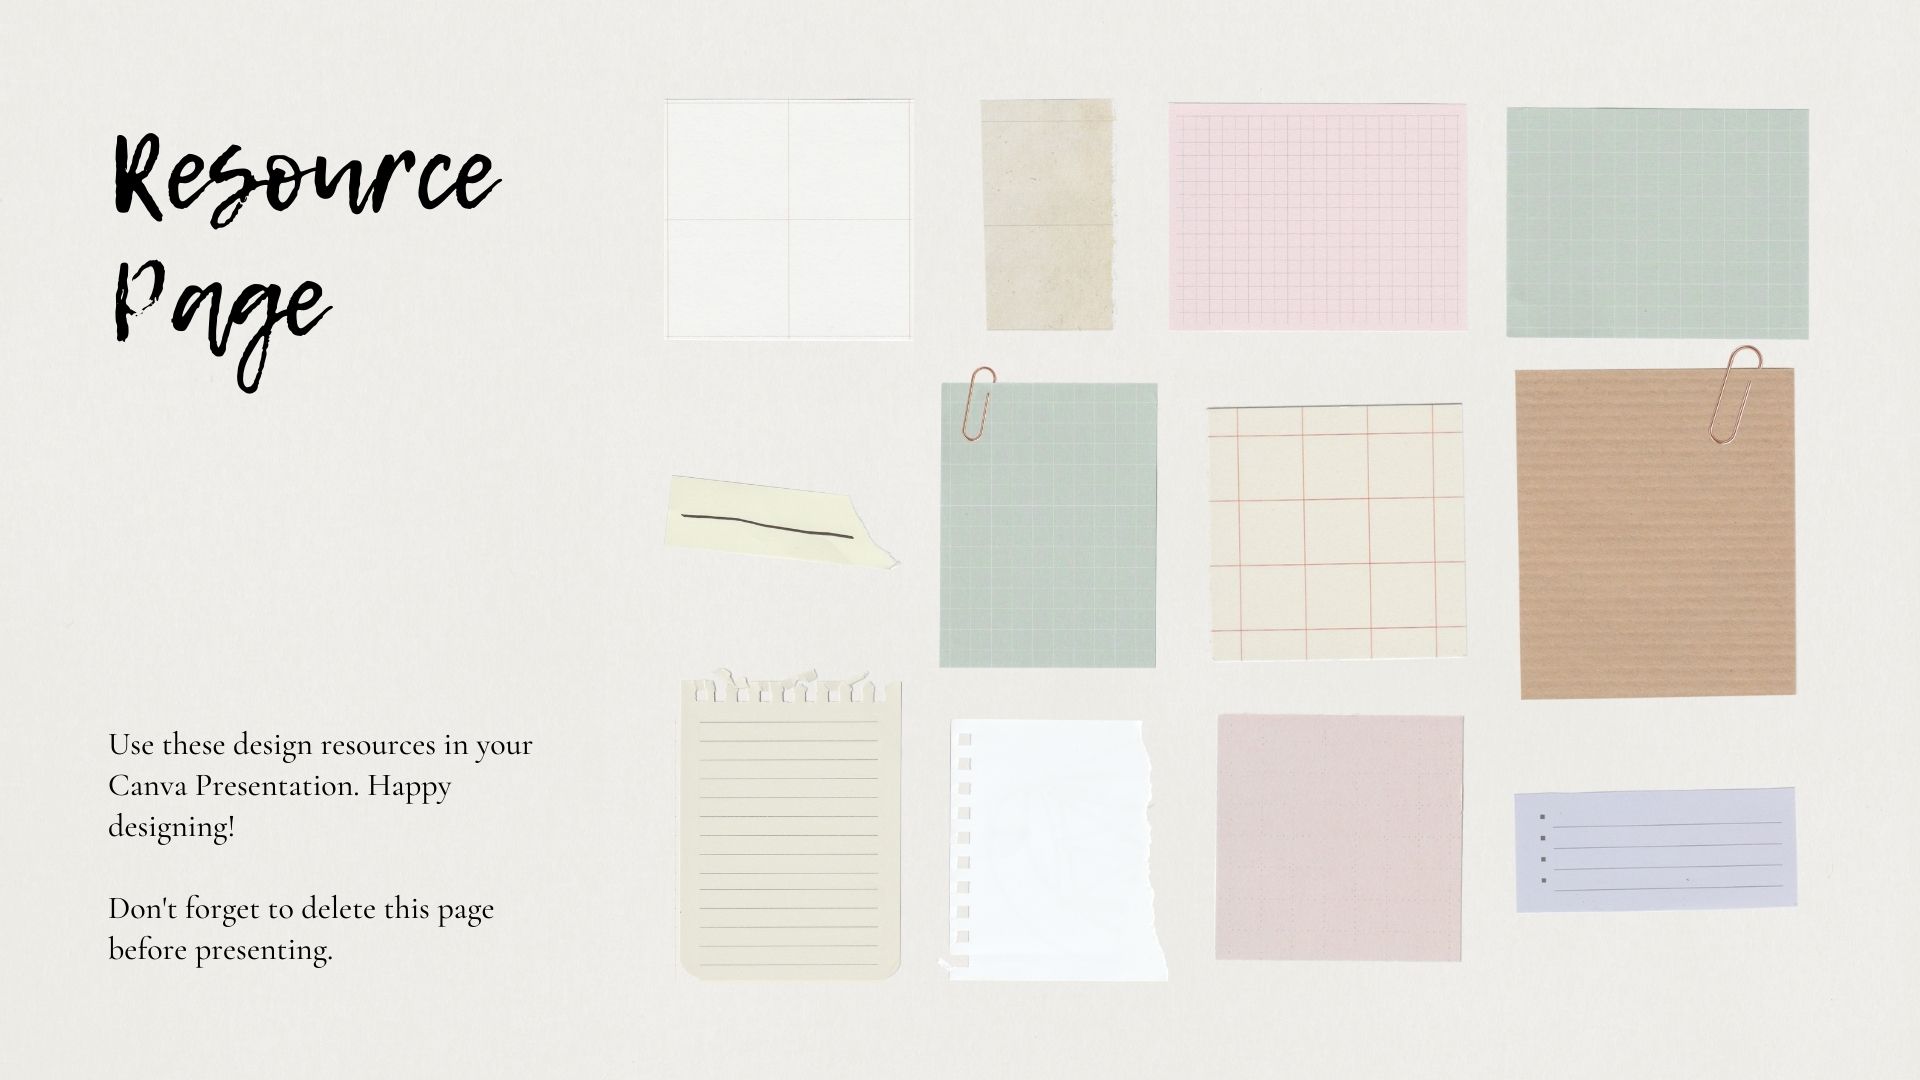 Resource
Page
Use these design resources in your
Canva Presentation. Happy
designing!
Don't forget to delete this page
before presenting.